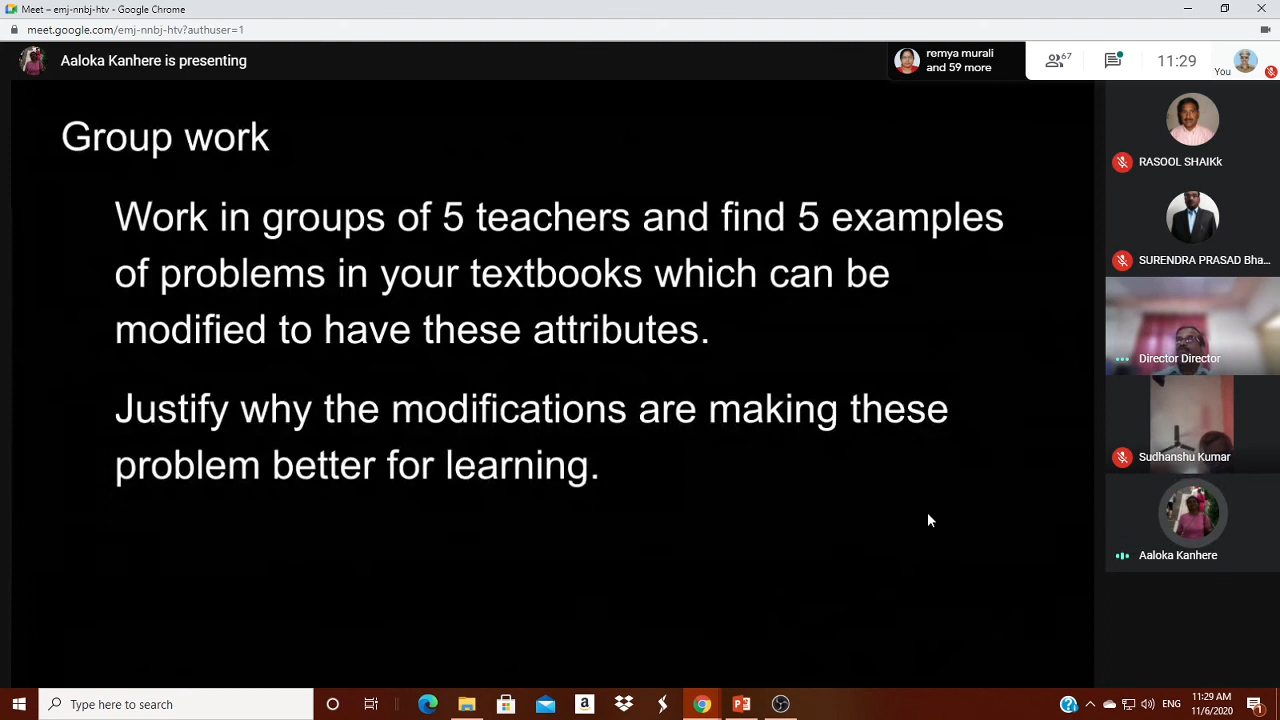 Meet – emj-nnbj-htv - Google Chrome
meet.google.com/emj-nnbj-htv?authuser=1
Aaloka Kanhere is presenting
remya murali
and 59 more
67
11:29
You
Group work
Work in groups of 5 teachers and find 5 examples
of problems in your textbooks which can be
modified to have these attributes.
Justify why the modifications are making these
problem better for learning.
RASOOL SHAIKk
SURENDRA PRASAD Bha...
Director Director
Sudhanshu Kumar
Aaloka Kanhere
Type here to search
a
11:29 AM
11/6/2020
1